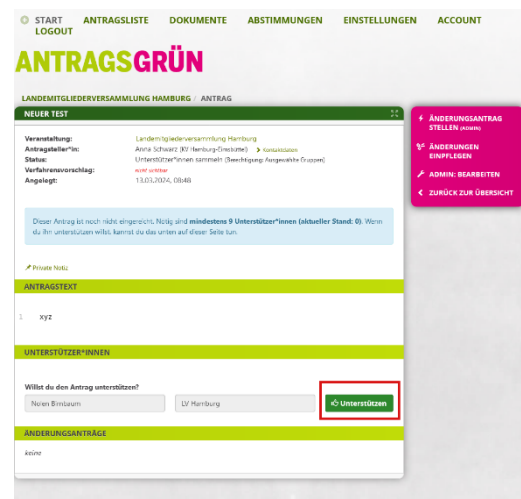 START ANTRAGSLISTE DOKUMENTE ABSTIMMUNGEN EINSTELLUNGEN ACCOUNT
LOGOUT
ANTRAGSGRÜN
LANDEMITGLIEDERVERSAMMLUNG HAMBURG / ANTRAG
NEUER TEST
Veranstaltung: Landemitgliederversammlung Hamburg
Antragsteller*in: Anna Schwarz (KV Hamburg-Eimsbüttel) > Kontaktdaten
Status: Unterstützer*innen sammeln (Berechtigung: Ausgewählte Gruppen)
Verfahrensvorschlag: nicht sichtbar
Angelegt: 13.03.2024, 08:48
Dieser Antrag ist noch nicht eingereicht. Nötig sind mindestens 9 Unterstützer*innen (aktueller Stand: 0). Wenn
du ihn unterstützen willst, kannst du das unten auf dieser Seite tun.
Private Notiz
ANTRAGSTEXT
1 xyz
UNTERSTÜTZER*INNEN
Willst du den Antrag unterstützen?
Nolen Birnbaum LV Hamburg Unterstützen
ÄNDERUNGSANTRÄGE
keine
ÄNDERUNGSANTRAG
STELLEN (ADMIN)
ÄNDERUNGEN
EINPFLEGEN
ADMIN: BEARBEITEN
ZURÜCK ZUR ÜBERSICHT